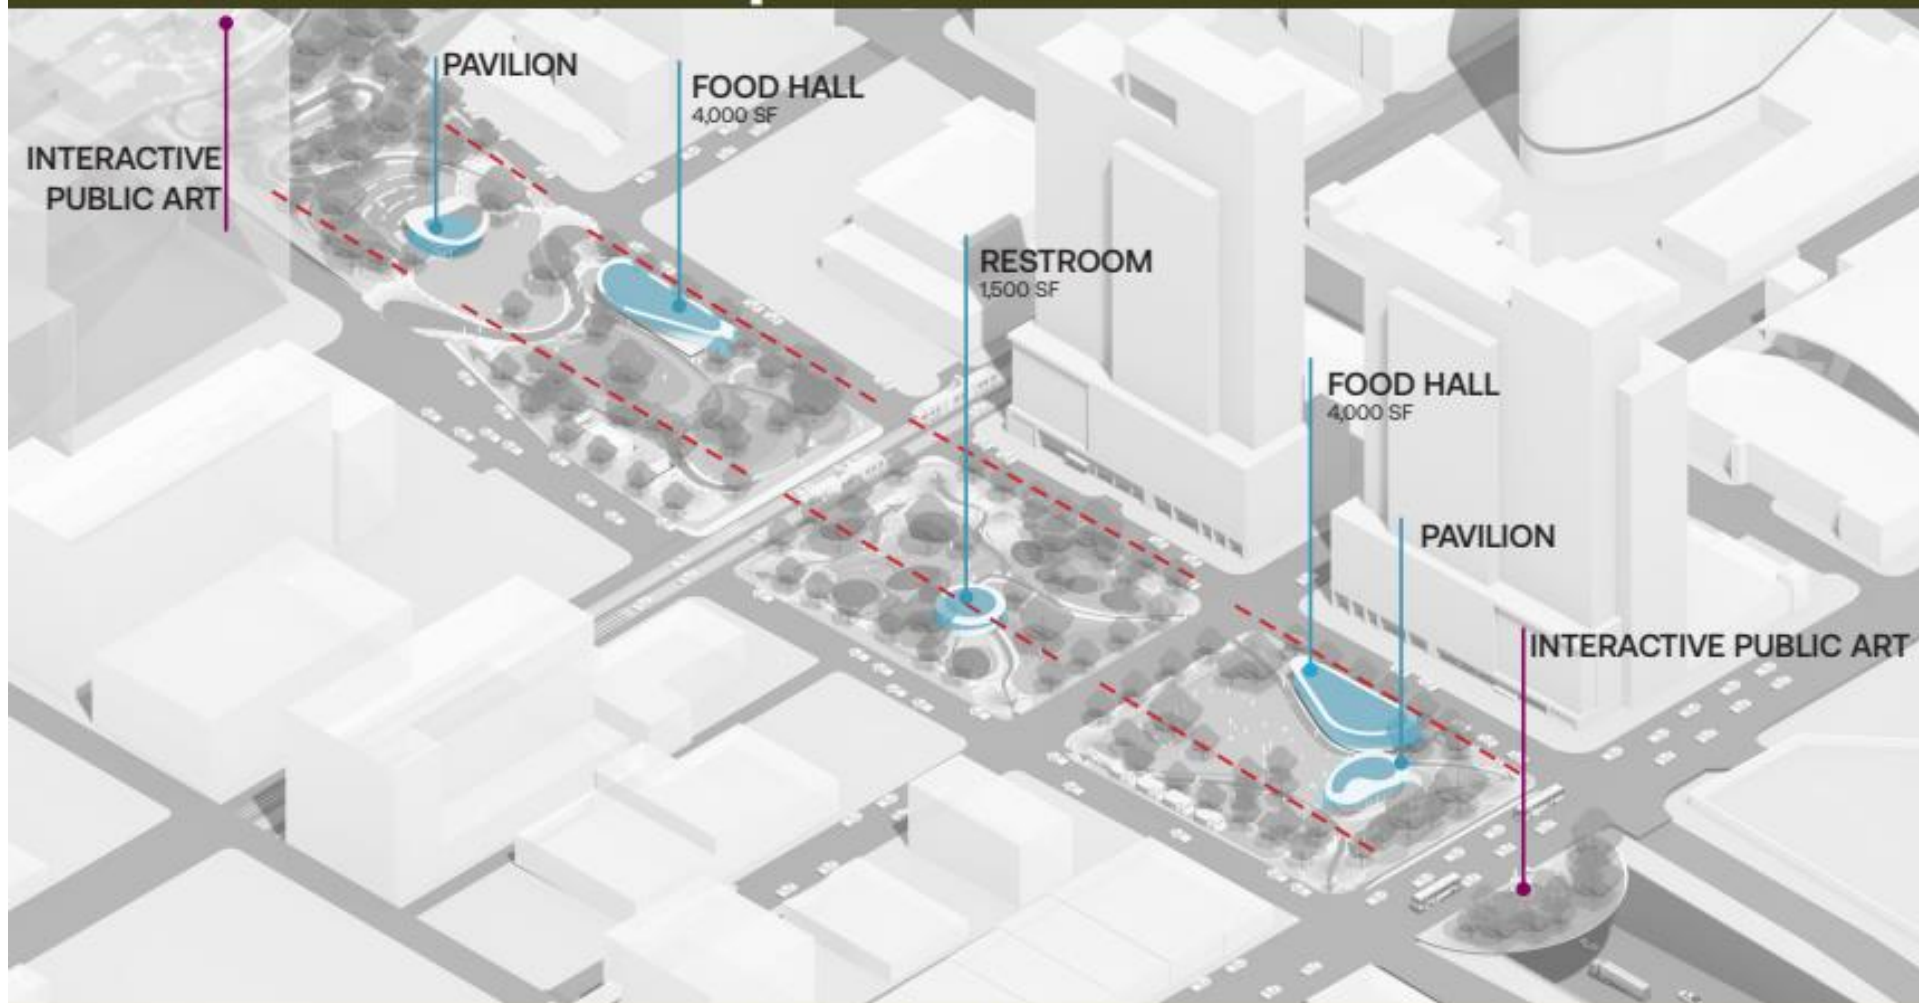 PAVILION
FOOD HALL
4,000 SF
INTERACTIVE
PUBLIC ART
RESTROOM
1,500 SF
FOOD HALL
4,000 SF
PAVILION
INTERACTIVE PUBLIC ART